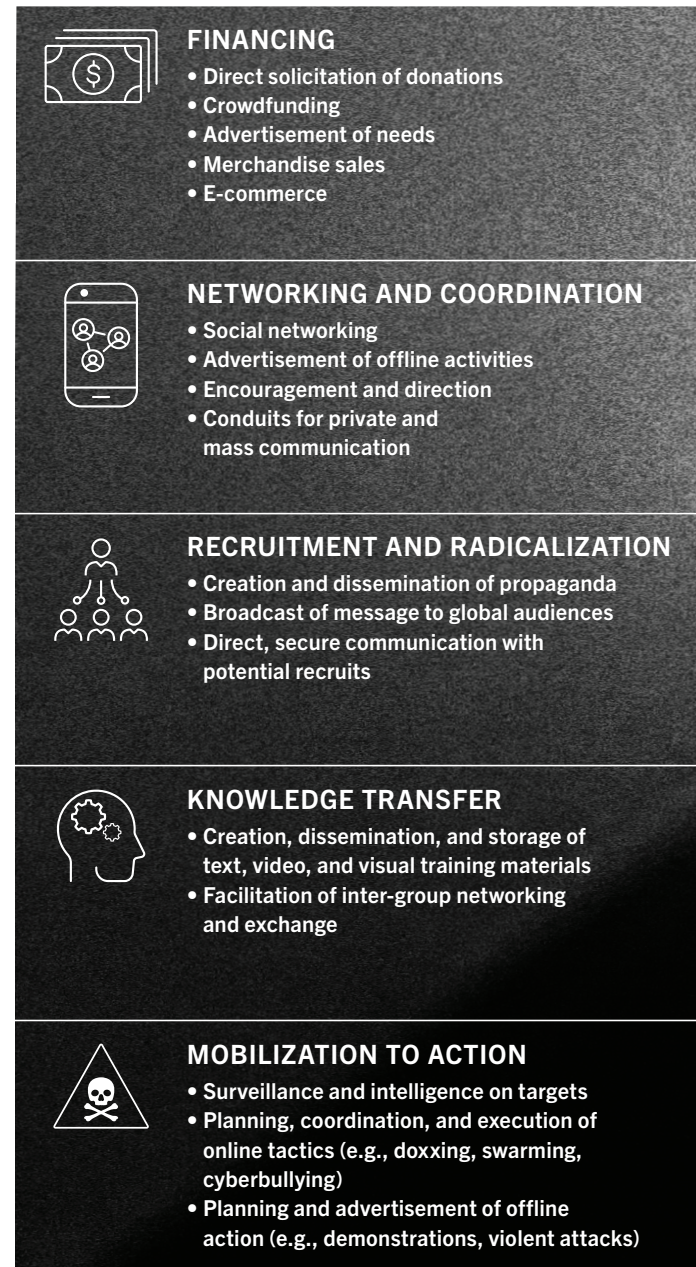 FINANCING
• Direct solicitation of donations
• Crowdfunding
• Advertisement of needs
• Merchandise sales
• E-commerce
NETWORKING AND COORDINATION
• Social networking
• Advertisement of offline activities
• Encouragement and direction
• Conduits for private and
mass communication
RECRUITMENT AND RADICALIZATION
• Creation and dissemination of propaganda
• Broadcast of message to global audiences
• Direct, secure communication with
potential recruits
KNOWLEDGE TRANSFER
• Creation, dissemination, and storage of
text, video, and visual training materials
• Facilitation of inter-group networking
and exchange
MOBILIZATION TO ACTION
• Surveillance and intelligence on targets
• Planning, coordination, and execution of
online tactics (e.g., doxxing, swarming,
cyberbullying)
• Planning and advertisement of offline
action (e.g., demonstrations, violent attacks)